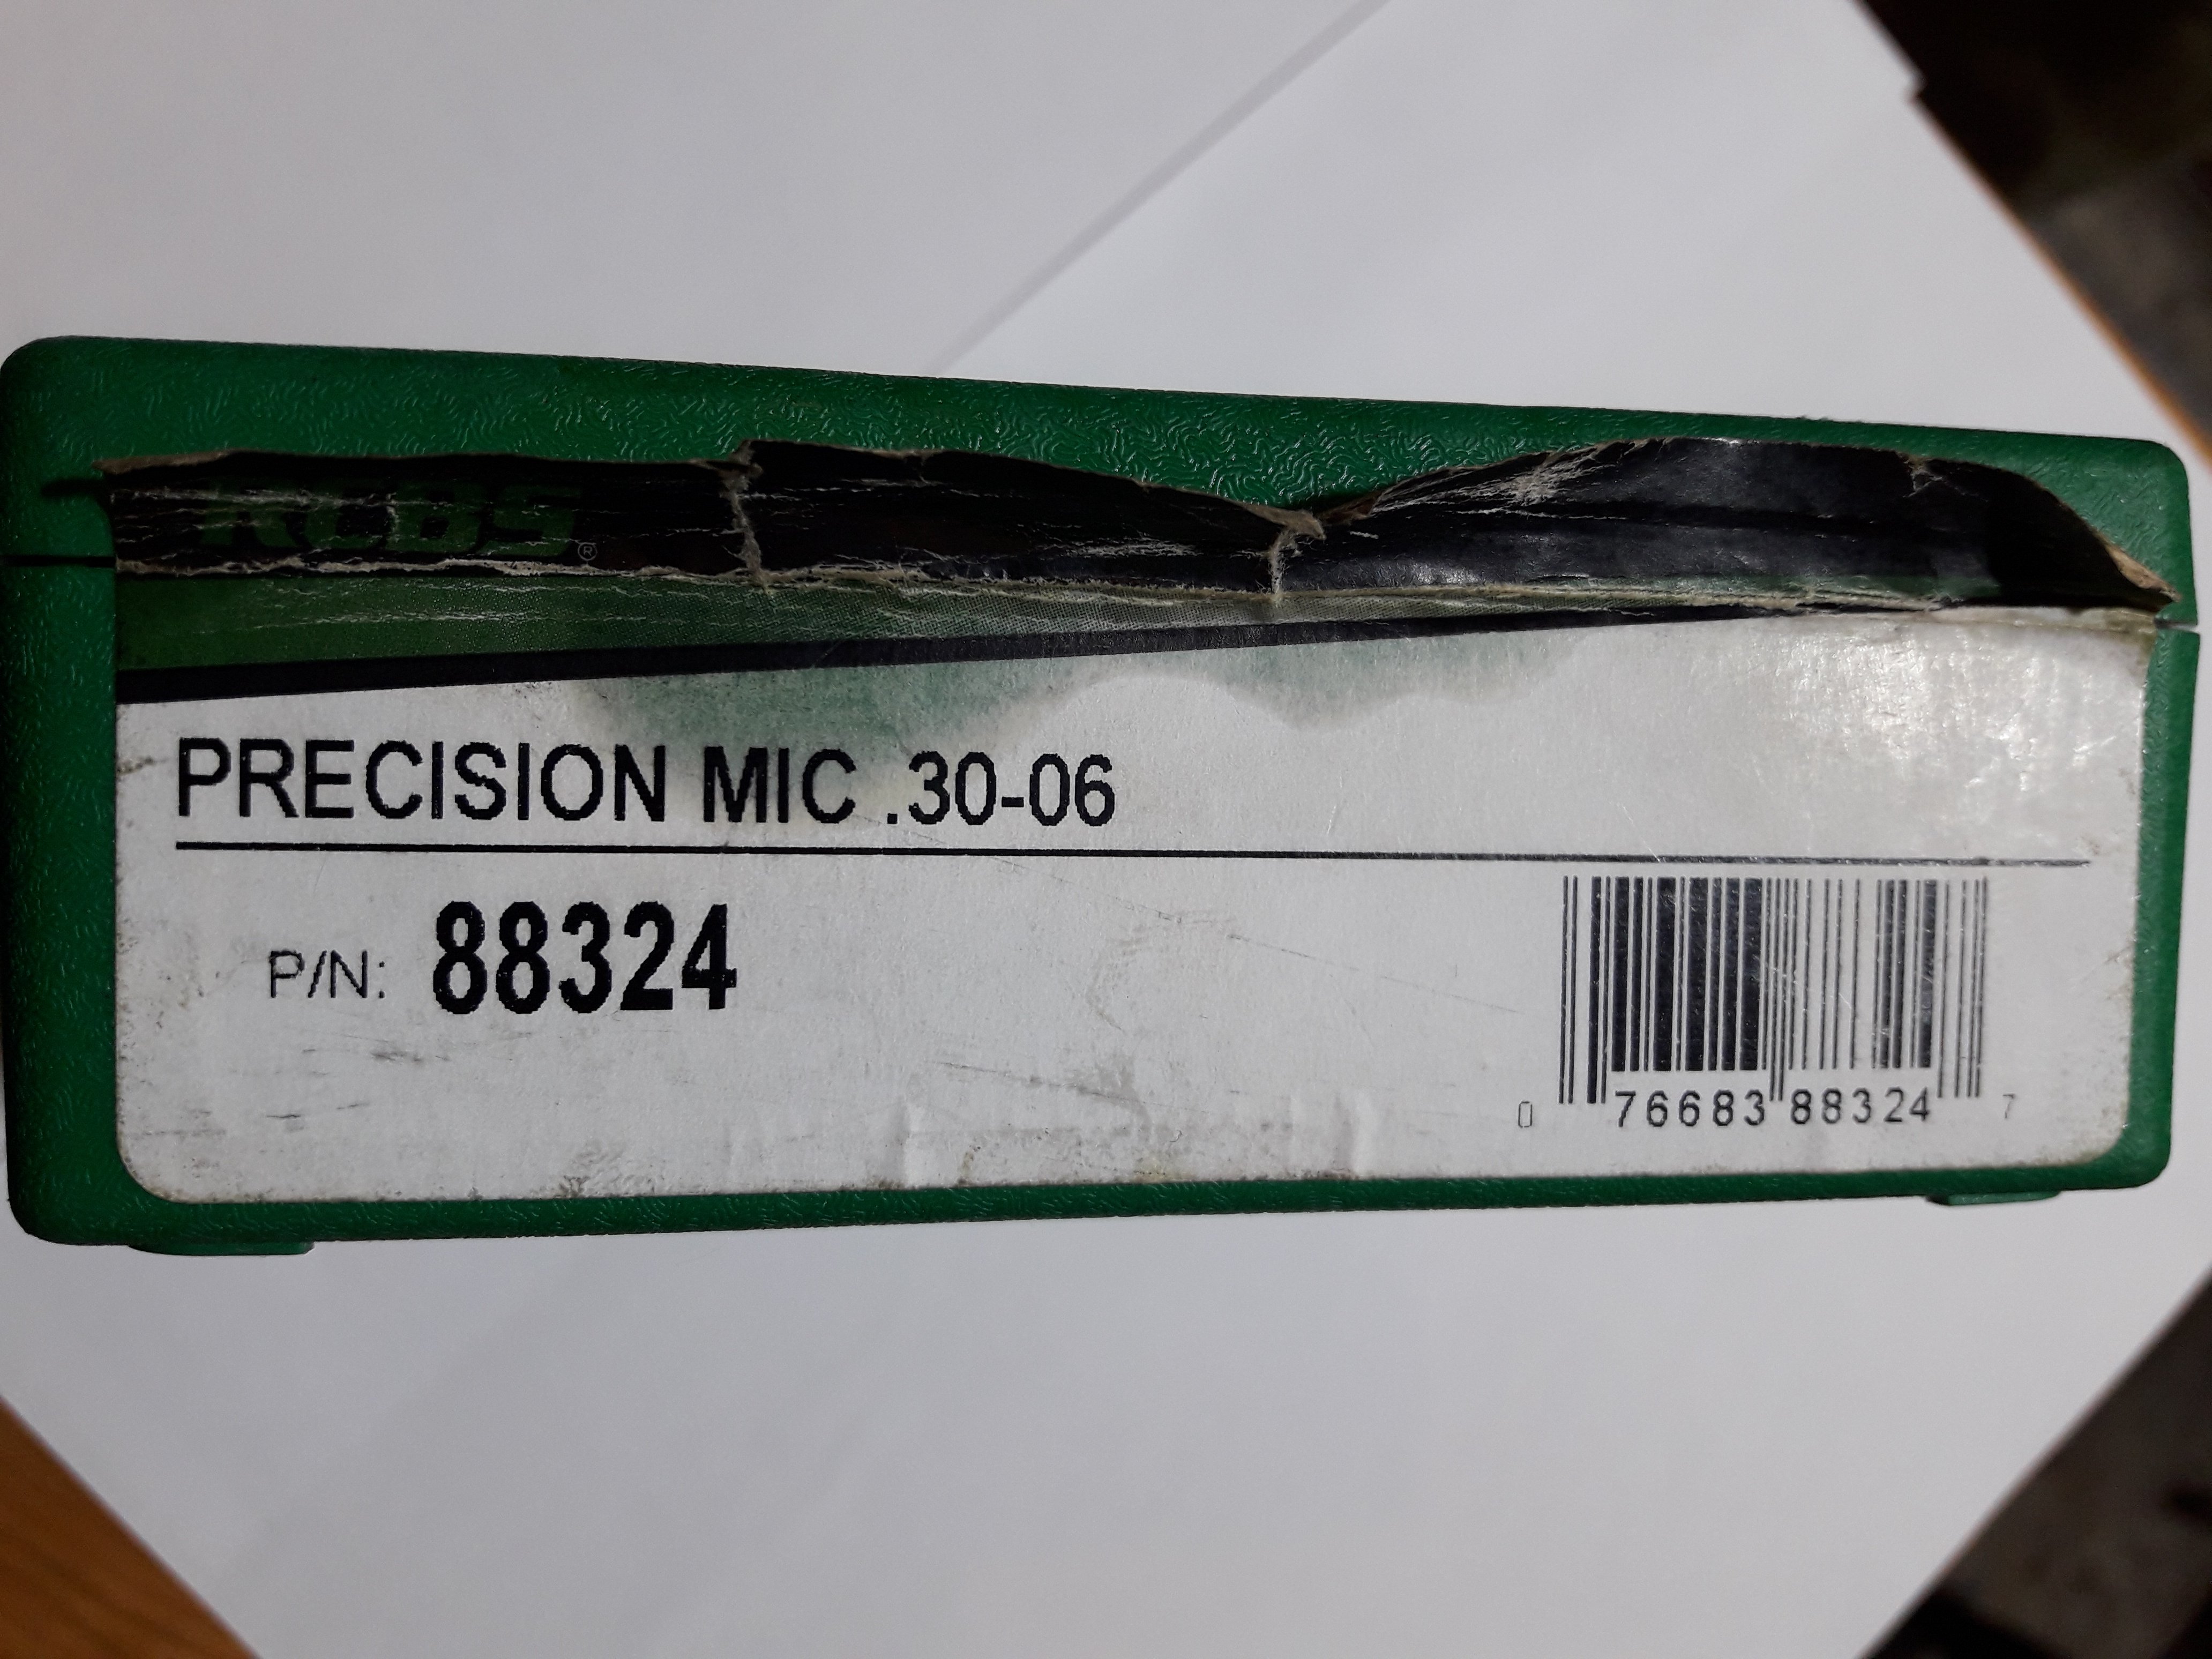 RCBS®
PRECISION MIC .30-06
P/N: 88324
0 76683 88324 7